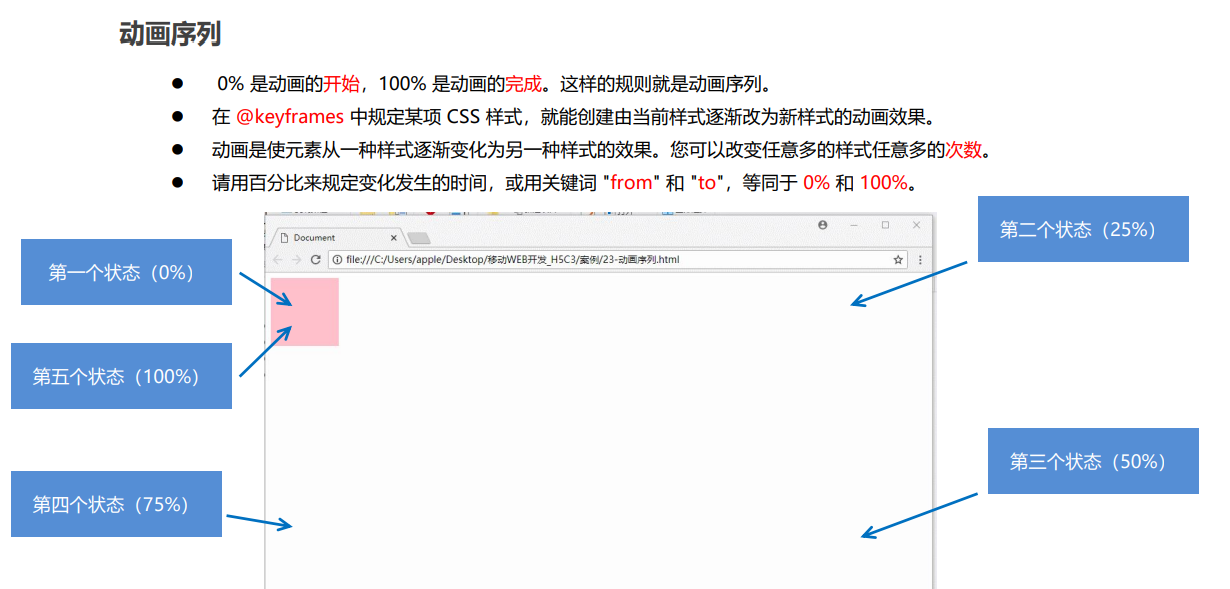 动画序列
● 0% 是动画的开始，100% 是动画的完成。这样的规则就是动画序列。
● 在 @keyframes 中规定某项 CSS 样式，就能创建由当前样式逐渐改为新样式的动画效果。
● 动画是使元素从一种样式逐渐变化为另一种样式的效果。您可以改变任意多的样式任意多的次数。
● 请用百分比来规定变化发生的时间，或用关键词 "from" 和 "to"，等同于 0% 和 100%。
第二个状态（25%）
Document
第一个状态（0%）
file:///C:/Users/apple/Desktop/移动WEB开发_H5C3/案例/23-动画序列.html
第五个状态（100%）
第三个状态（50%）
第四个状态（75%）